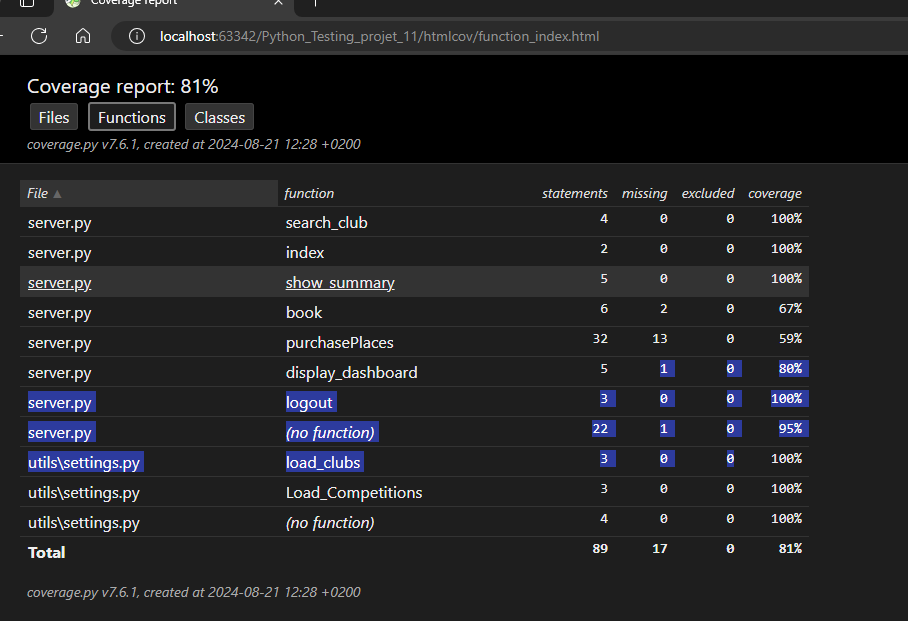 Coverage report
localhost:63342/Python_Testing_projet_11/htmlcov/function_index.html
Coverage report: 81%
Files Functions Classes
coverage.py v7.6.1, created at 2024-08-21 12:28 +0200
File function statements missing excluded coverage
server.py search_club 4 0 0 100%
server.py index 2 0 0 100%
server.py show_summary 5 0 0 100%
server.py book 6 2 0 67%
server.py purchasePlaces 32 13 0 59%
server.py display_dashboard 5 1 0 80%
server.py logout 3 0 0 100%
server.py (no function) 22 1 0 95%
utils\settings.py load_clubs 3 0 0 100%
utils\settings.py Load_Competitions 3 0 0 100%
utils\settings.py (no function) 4 0 0 100%
Total 89 17 0 81%
coverage.py v7.6.1, created at 2024-08-21 12:28 +0200